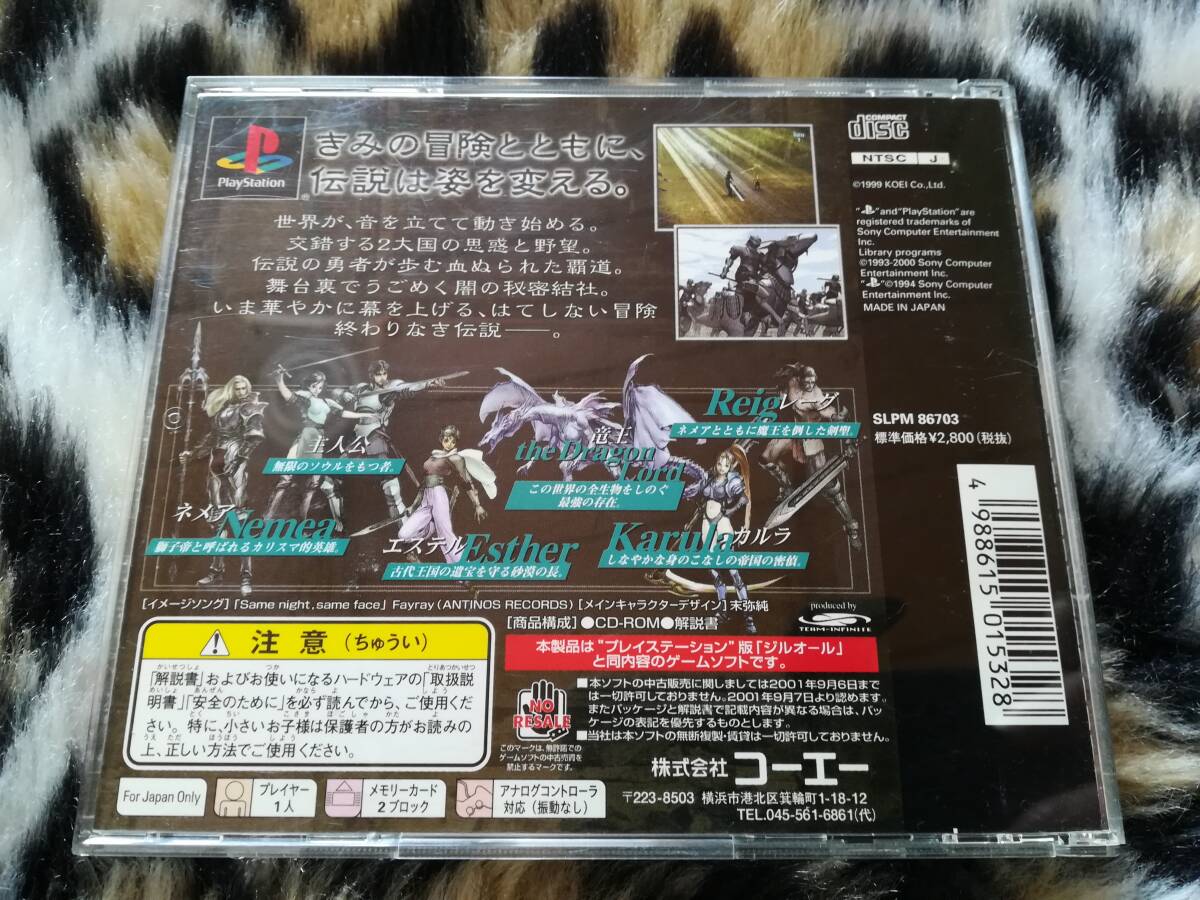 PlayStation
きみの冒険とともに、
伝説は姿を変える。
世界が、音を立てて動き始める。
交錯する2大国の思惑と野望。
伝説の勇者が歩む血ぬられた覇道。
舞台裏でうごめく闇の秘密結社。
いま華やかに幕を上げる、はてしない冒険
終わりなき伝説――。
COMPACT
disc
NTSC J
©1999 KOEI Co.,Ltd.
" " and "PlayStation" are
registered trademarks of
Sony Computer Entertainment
Inc.
Library programs
©1993-2000 Sony Computer
Entertainment Inc.
" " ©1994 Sony Computer
Entertainment Inc.
MADE IN JAPAN
SLPM 86703
標準価格¥2,800(税抜)
4 988615 015328
主人公
無限のソウルをもつ者。
ネメア Nemea
獅子帝と呼ばれるカリスマ的英雄。
エステル Esther
古代王国の遺宝を守る砂漠の長。
竜王
the Dragon
Lord
この世界の全生物をしのぐ
最強の存在。
Reig レーグ
ネメアとともに魔王を倒した剣聖。
Karula カルラ
しなやかな身のこなしの帝国の密偵。
[イメージソング]「Same night, same face」Fayray (ANTINOS RECORDS) [メインキャラクターデザイン] 末弥純
[商品構成]●CD-ROM●解説書
produced by
TEAM-INFINITE
注意(ちゅうい)
「解説書」およびお使いになるハードウェアの「取扱説
明書」「安全のために」を必ず読んでから、ご使用くだ
さい。特に、小さいお子様は保護者の方がお読みの
上、正しい方法でご使用ください。
本製品は"プレイステーション"版「ジルオール」
と同内容のゲームソフトです。
NO
RESALE
このマークは、無許諾での
ゲームソフトの中古売買を
禁止するマークです。
■本ソフトの中古販売に関しましては2001年9月6日まで
は一切許可しておりません。2001年9月7日より認めます。
またパッケージと解説書で記載内容が異なる場合は、パッ
ケージの表記を優先するものとします。
■当社は本ソフトの無断複製・賃貸は一切許可しておりません。
株式会社 コーエー
〒223-8503 横浜市港北区箕輪町1-18-12
TEL.045-561-6861(代)
For Japan Only
プレイヤー
1人
メモリーカード
2ブロック
アナログコントローラ
対応(振動なし)